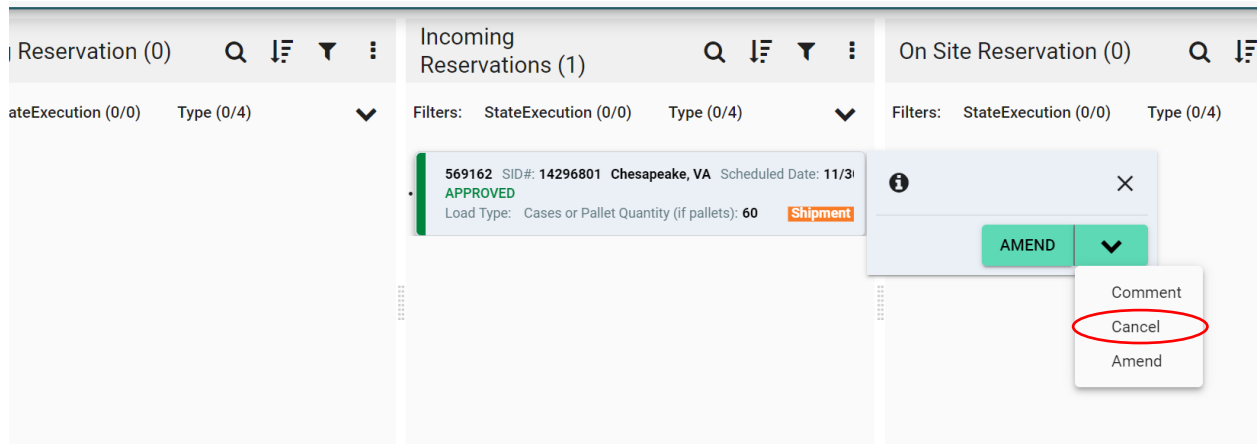 Reservation (0)
Incoming
Reservations (1)
On Site Reservation (0)
ateExecution (0/0) Type (0/4)
Filters: StateExecution (0/0) Type (0/4)
Filters: StateExecution (0/0) Type (0/4)
569162 SID#: 14296801 Chesapeake, VA Scheduled Date: 11/3
APPROVED
Load Type: Cases or Pallet Quantity (if pallets): 60 Shipment
AMEND
Comment
Cancel
Amend